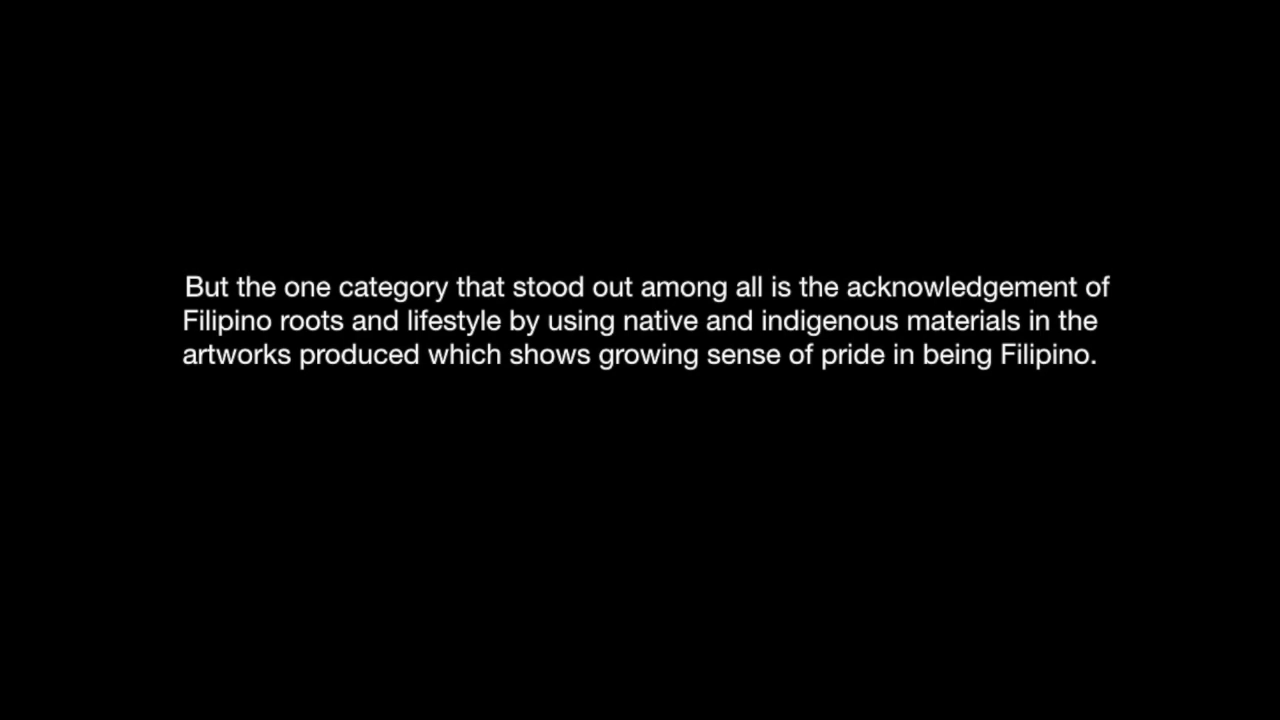 But the one category that stood out among all is the acknowledgement of
Filipino roots and lifestyle by using native and indigenous materials in the
artworks produced which shows growing sense of pride in being Filipino.